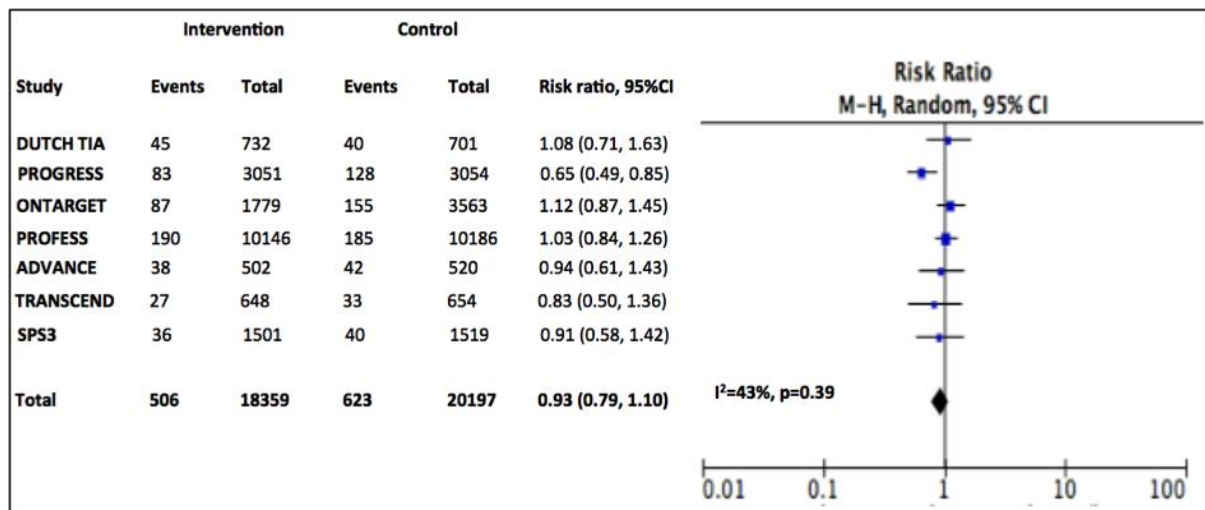 Intervention Control
Study Events Total Events Total Risk ratio, 95%CI
Risk Ratio
M-H, Random, 95% CI
DUTCH TIA 45 732 40 701 1.08 (0.71, 1.63)
PROGRESS 83 3051 128 3054 0.65 (0.49, 0.85)
ONTARGET 87 1779 155 3563 1.12 (0.87, 1.45)
PROFESS 190 10146 185 10186 1.03 (0.84, 1.26)
ADVANCE 38 502 42 520 0.94 (0.61, 1.43)
TRANSCEND 27 648 33 654 0.83 (0.50, 1.36)
SPS3 36 1501 40 1519 0.91 (0.58, 1.42)
Total 506 18359 623 20197 0.93 (0.79, 1.10) I²=43%, p=0.39
0.01 0.1 1 10 100